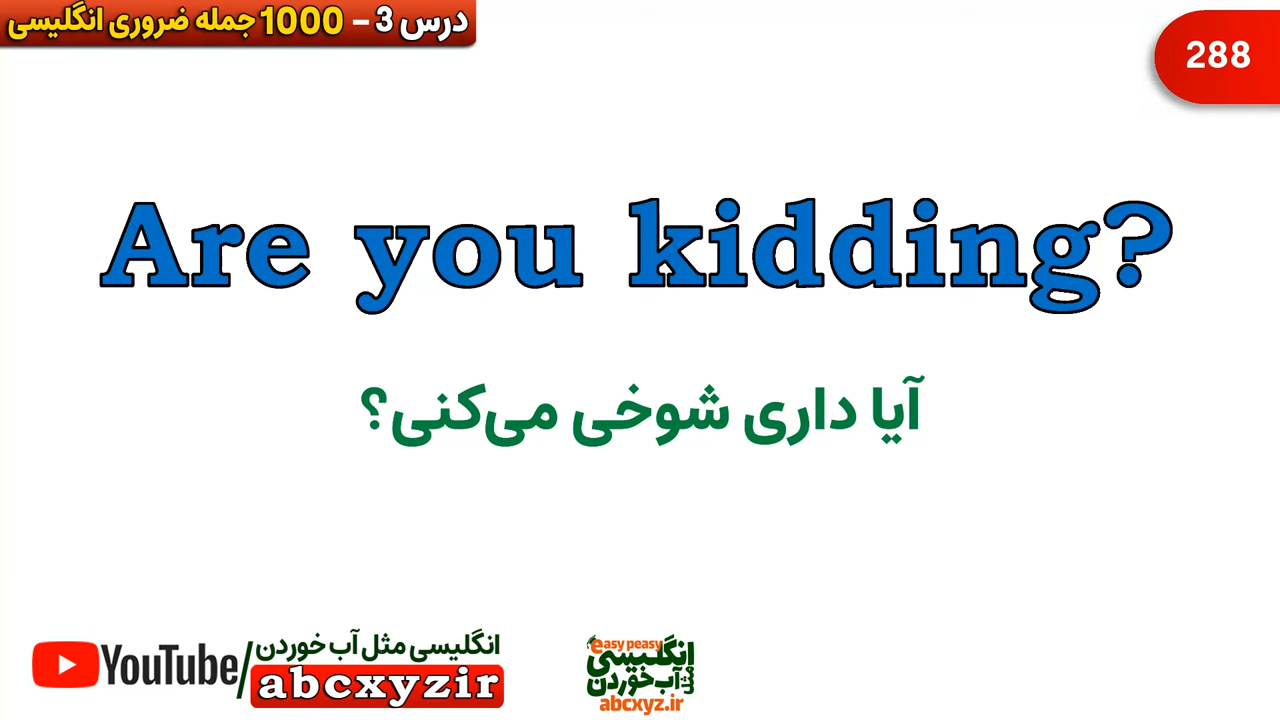 درس 3 – 1000 جمله ضروری انگلیسی
288
Are you kidding?
آیا داری شوخی می‌کنی؟
YouTube/
انگلیسی مثل آب خوردن
abcxyzir
easy peasy
انگلیسی
مثل
آب خوردن
abcxyz.ir